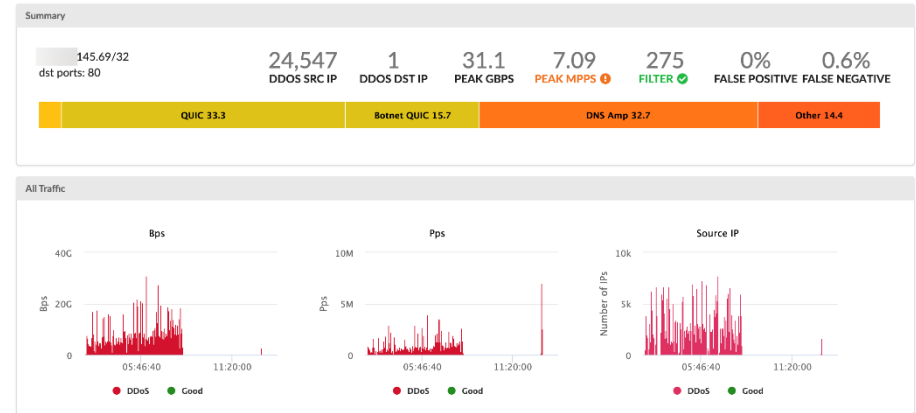 Summary
145.69/32
dst ports: 80
24,547
DDOS SRC IP
1
DDOS DST IP
31.1
PEAK GBPS
7.09
PEAK MPPS
275
FILTER
0%
FALSE POSITIVE
0.6%
FALSE NEGATIVE
QUIC 33.3
Botnet QUIC 15.7
DNS Amp 32.7
Other 14.4
All Traffic
Bps
40G
20G
0
Bps
05:46:40
11:20:00
DDoS
Good
Pps
10M
5M
0
Pps
05:46:40
11:20:00
DDoS
Good
Source IP
10k
5k
0
Number of IPs
05:46:40
11:20:00
DDoS
Good